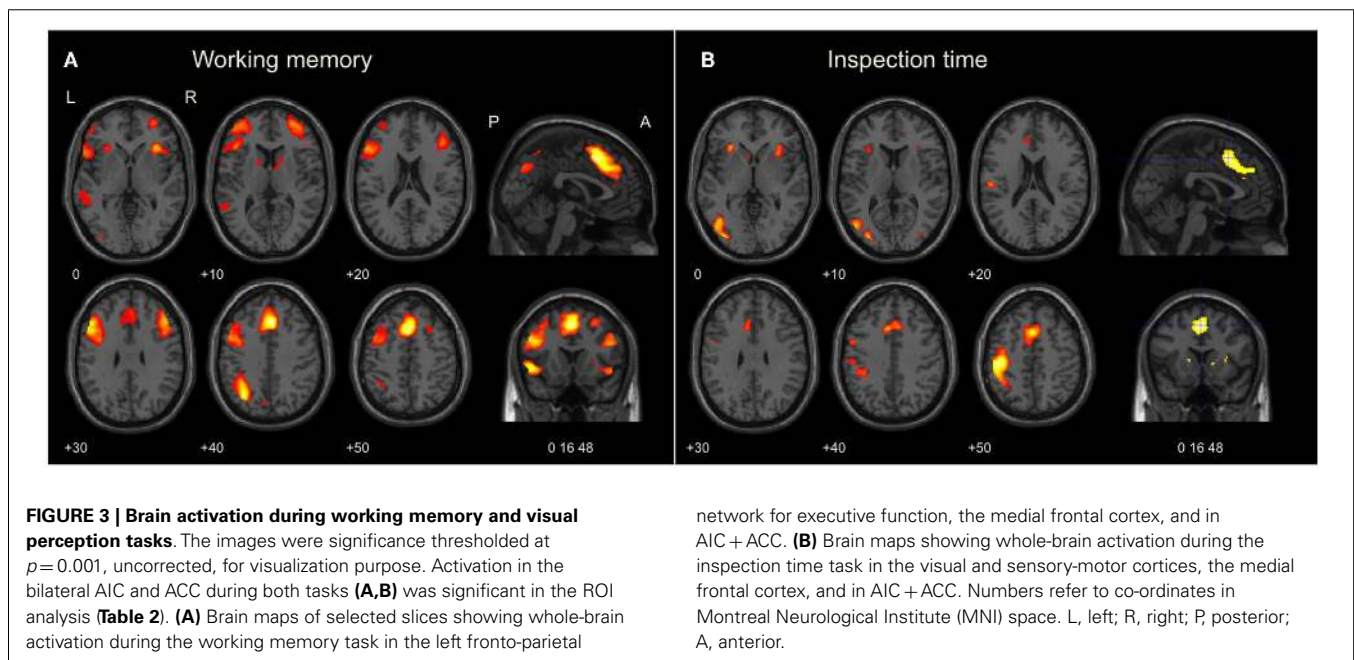 A Working memory
L R P A
0 +10 +20
+30 +40 +50 0 16 48
B Inspection time
0 +10 +20
+30 +40 +50 0 16 48
FIGURE 3 | Brain activation during working memory and visual
perception tasks. The images were significance thresholded at
p = 0.001, uncorrected, for visualization purpose. Activation in the
bilateral AIC and ACC during both tasks (A,B) was significant in the ROI
analysis (Table 2). (A) Brain maps of selected slices showing whole-brain
activation during the working memory task in the left fronto-parietal
network for executive function, the medial frontal cortex, and in
AIC + ACC. (B) Brain maps showing whole-brain activation during the
inspection time task in the visual and sensory-motor cortices, the medial
frontal cortex, and in AIC + ACC. Numbers refer to co-ordinates in
Montreal Neurological Institute (MNI) space. L, left; R, right; P, posterior;
A, anterior.